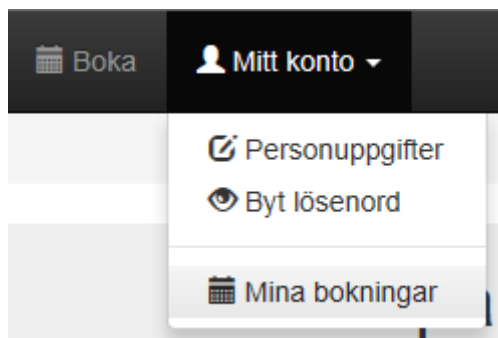 Boka Mitt konto
Personuppgifter
Byt lösenord
Mina bokningar